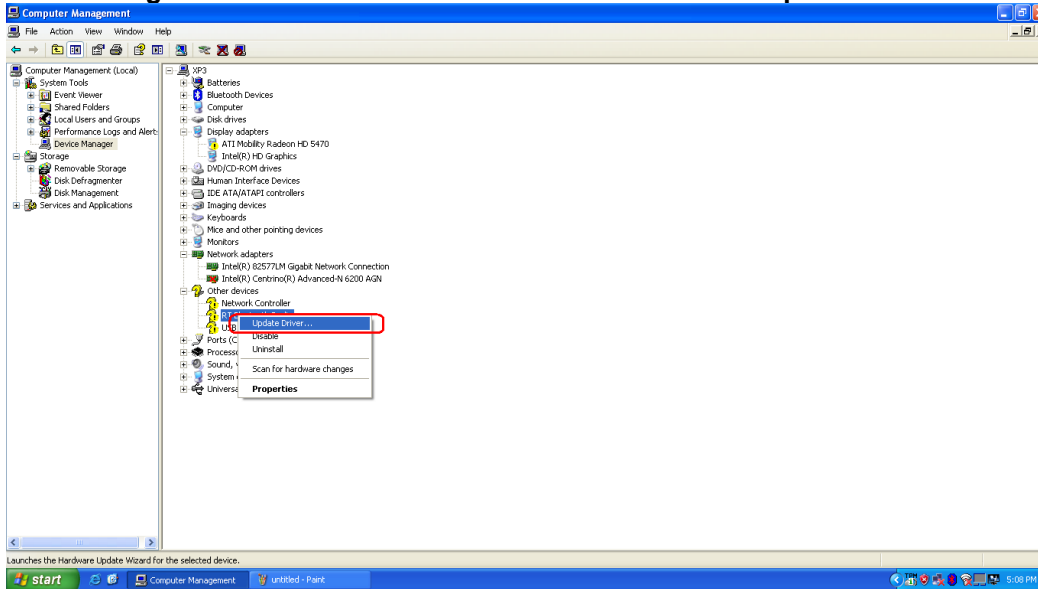 Computer Management
File Action View Window Help
Computer Management (Local)
System Tools
Event Viewer
Shared Folders
Local Users and Groups
Performance Logs and Alert
Device Manager
Storage
Removable Storage
Disk Defragmenter
Disk Management
Services and Applications
XP3
Batteries
Bluetooth Devices
Computer
Disk drives
Display adapters
ATI Mobility Radeon HD 5470
Intel(R) HD Graphics
DVD/CD-ROM drives
Human Interface Devices
IDE ATA/ATAPI controllers
Imaging devices
Keyboards
Mice and other pointing devices
Monitors
Network adapters
Intel(R) 82577LM Gigabit Network Connection
Intel(R) Centrino(R) Advanced-N 6200 AGN
Other devices
Network Controller
USB
Ports (C
Process
Sound, 
System
Univers
Update Driver...
Disable
Uninstall
Scan for hardware changes
Properties
Launches the Hardware Update Wizard for the selected device.
start
Computer Management
untitled - Paint
5:08 PM